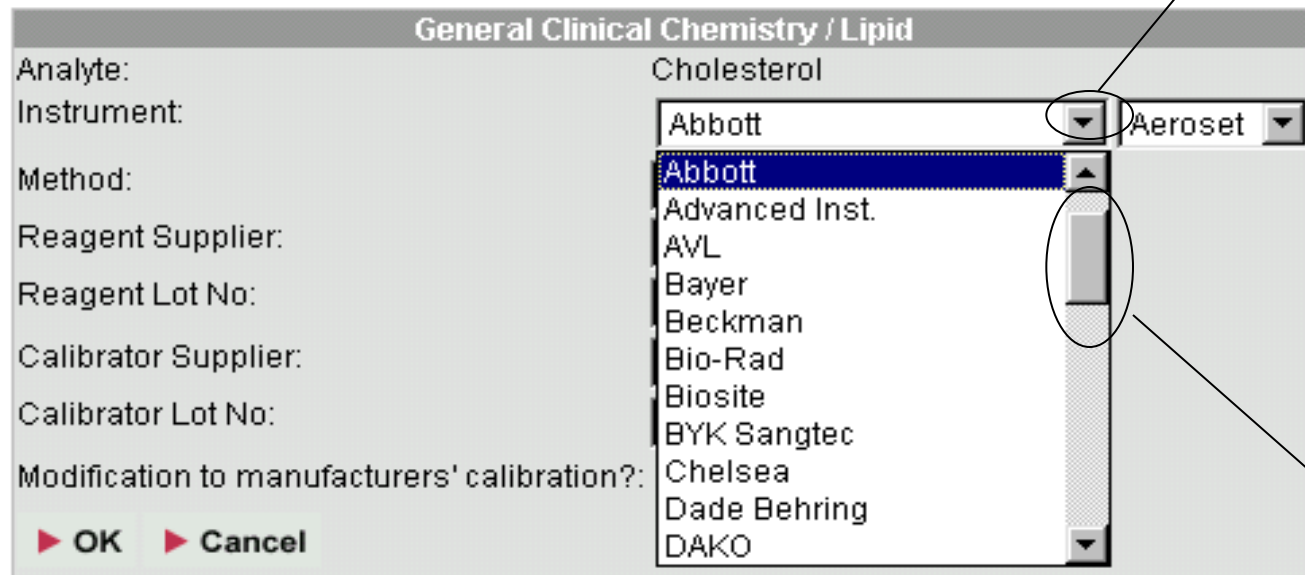 General Clinical Chemistry / Lipid
Analyte: Cholesterol
Instrument: Abbott Aeroset
Abbott
Method:
Advanced Inst.
Reagent Supplier:
AVL
Bayer
Reagent Lot No:
Beckman
Calibrator Supplier:
Bio-Rad
Biosite
Calibrator Lot No:
BYK Sangtec
Modification to manufacturers' calibration?:
Chelsea
Dade Behring
OK Cancel
DAKO